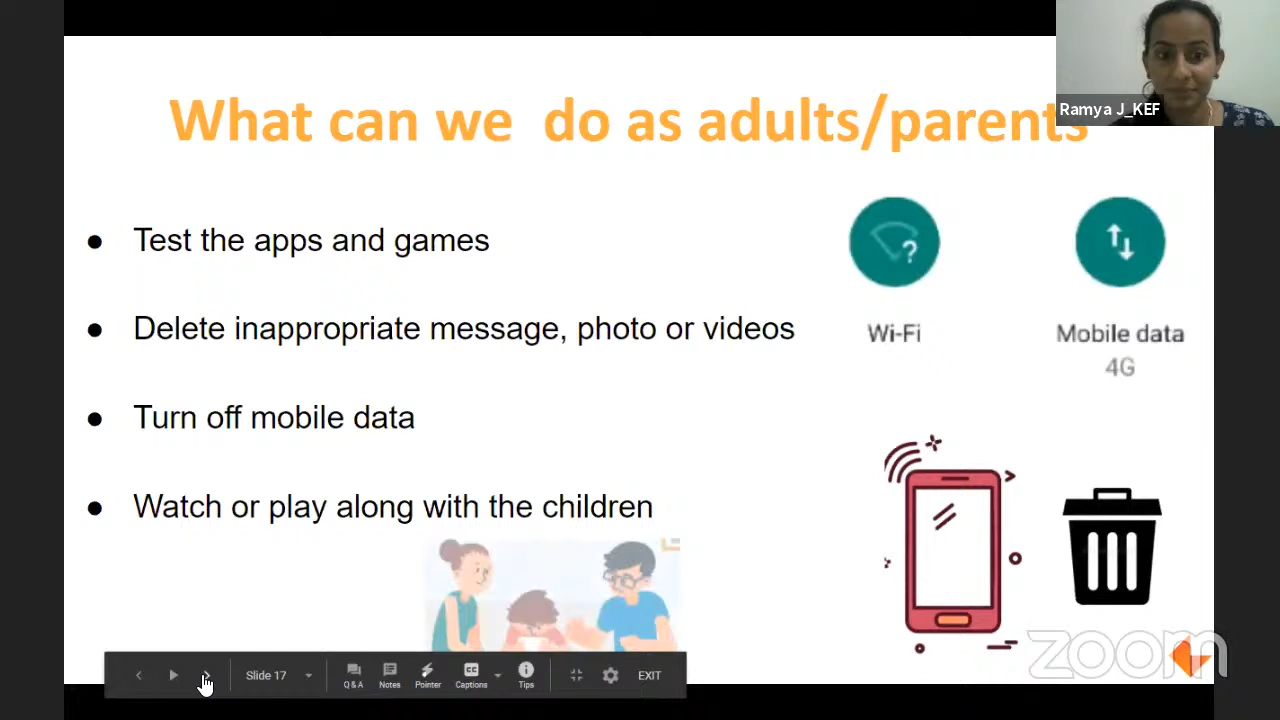 What can we  do as adults/parents
Ramya J_KEF
● Test the apps and games
● Delete inappropriate message, photo or videos
● Turn off mobile data
● Watch or play along with the children
?
Wi-Fi
Mobile data
4G
Slide 17
Q & A
Notes
Pointer
Captions
Tips
EXIT
zoom